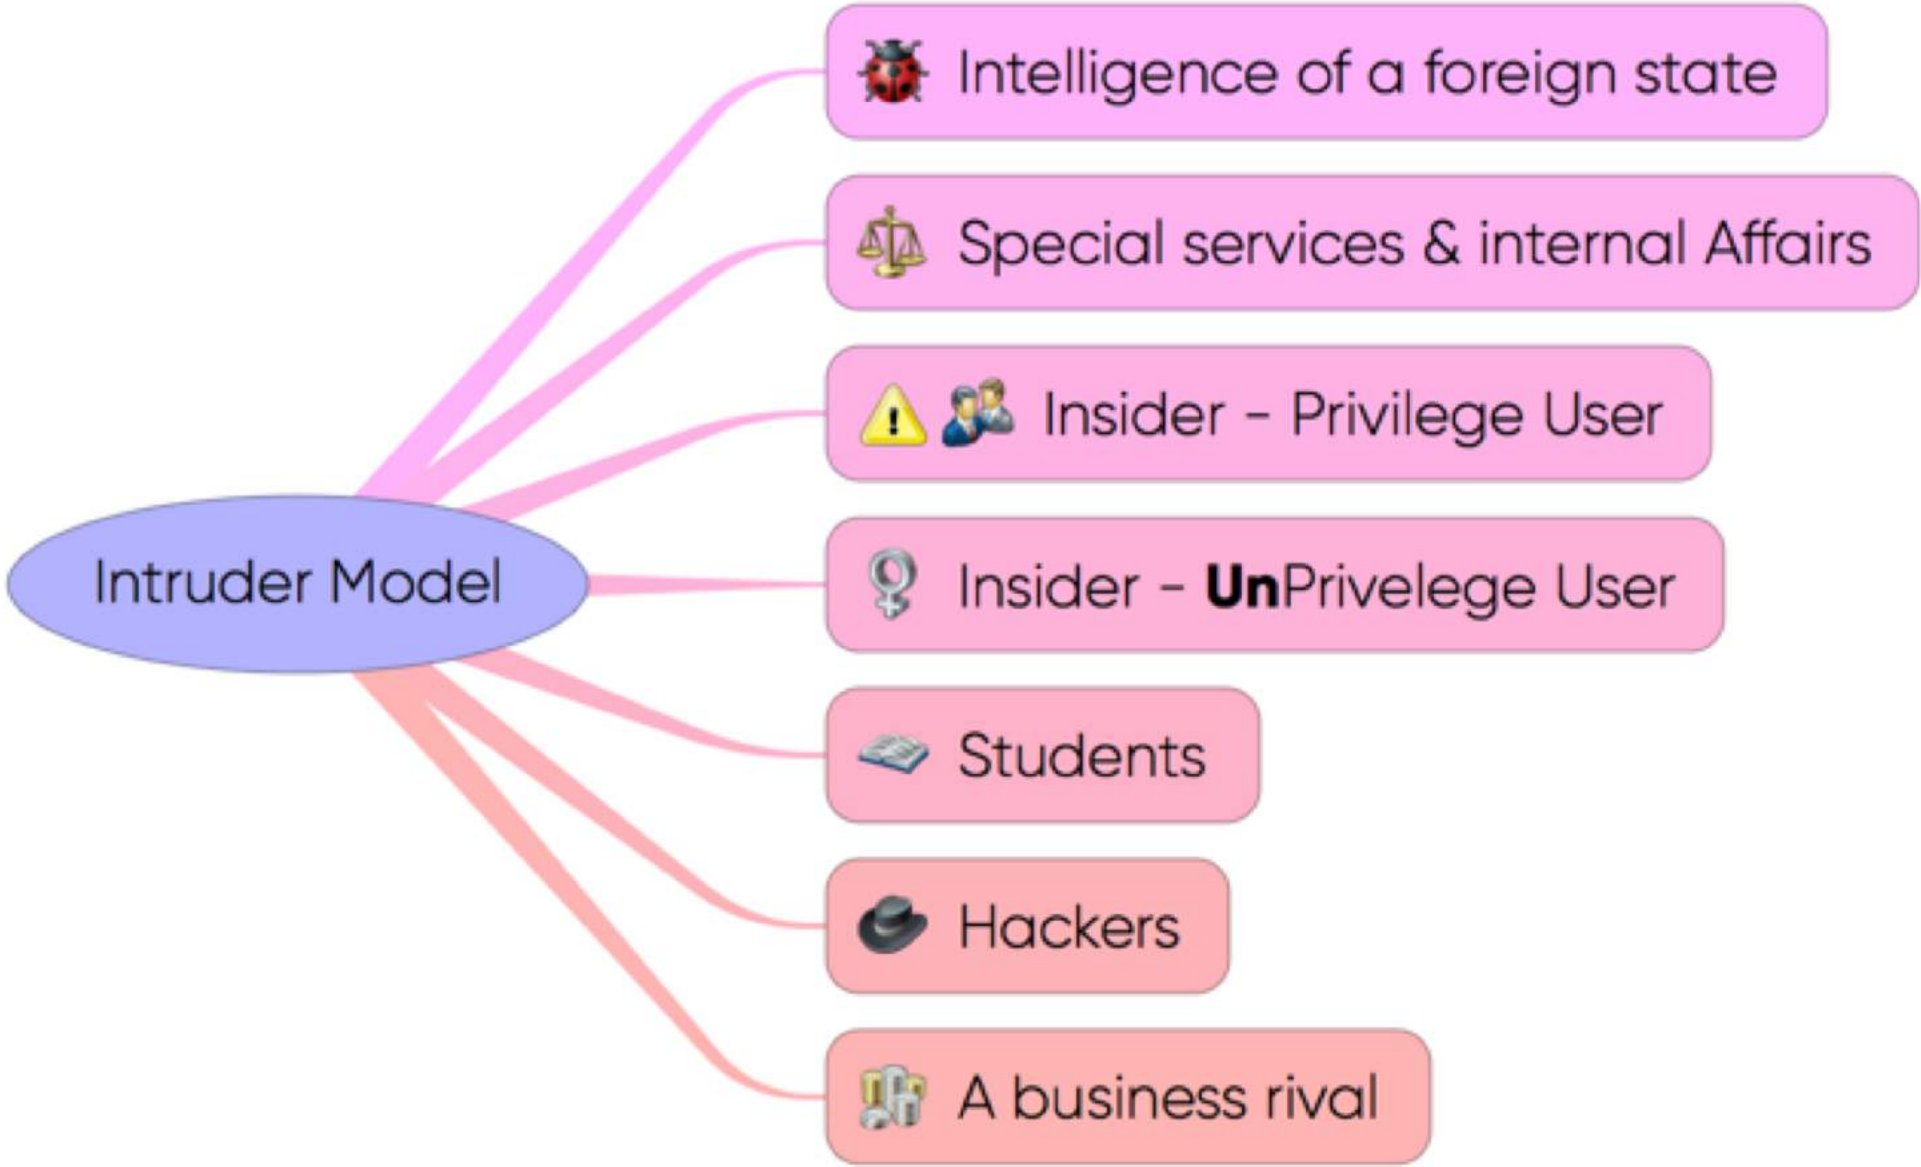 Intelligence of a foreign state
Special services & internal Affairs
Insider - Privilege User
Intruder Model
Insider - UnPrivelege User
Students
Hackers
A business rival